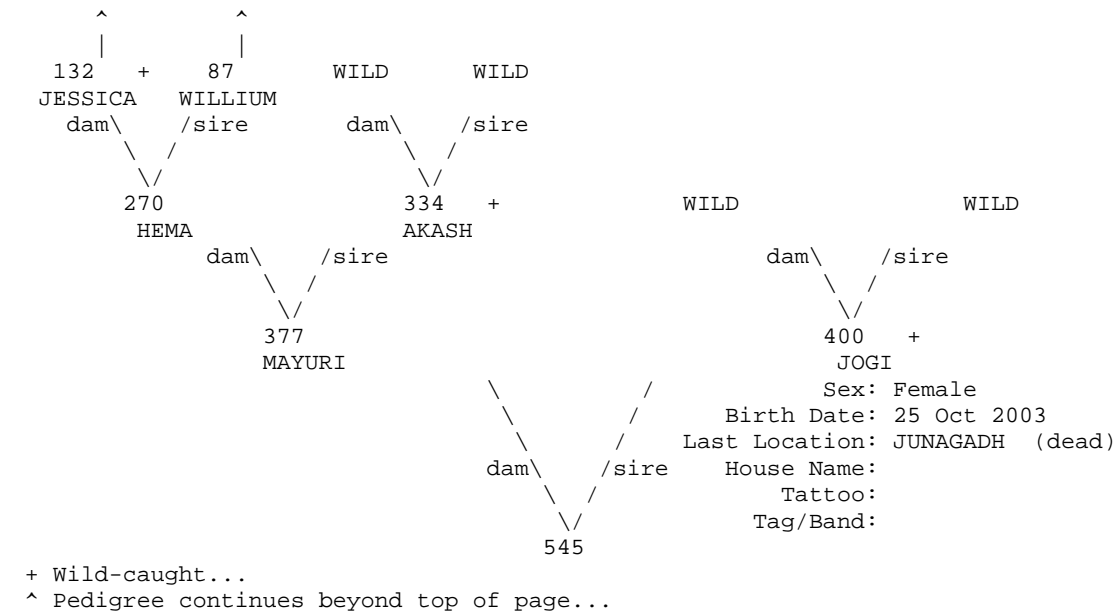 ^ ^
| |
132 + 87 WILD WILD
JESSICA WILLIUM
dam\ /sire dam\ /sire
\ / \ /
\/ \/
270 334 + WILD WILD
HEMA AKASH
dam\ /sire dam\ /sire
\ / \ /
\/ \/
377 400 +
MAYURI JOGI
\ / Sex: Female
\ / Birth Date: 25 Oct 2003
\ / Last Location: JUNAGADH (dead)
dam\ /sire House Name:
\ / Tattoo:
\/ Tag/Band:
545
+ Wild-caught...
^ Pedigree continues beyond top of page...